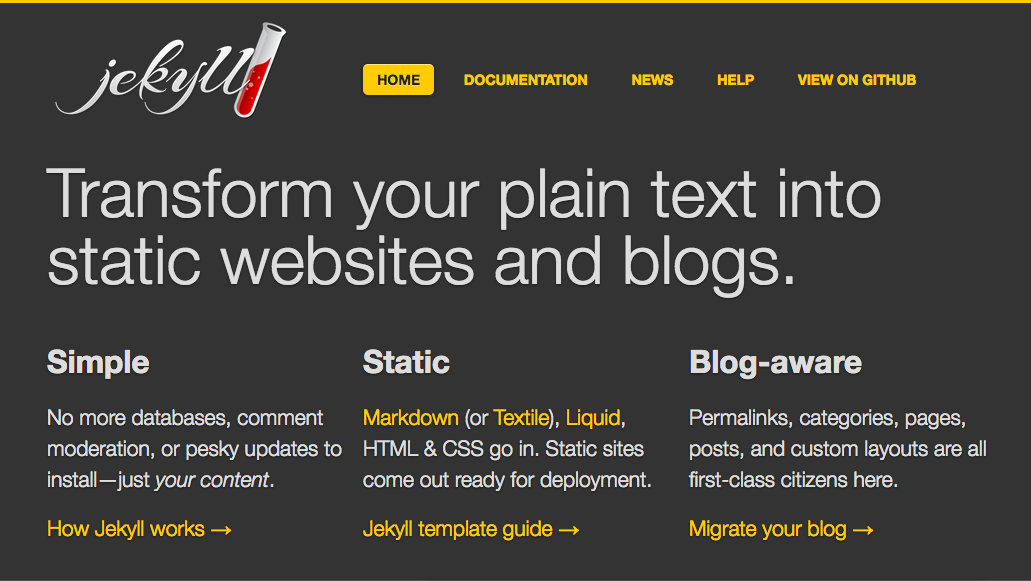 jekyll
HOME DOCUMENTATION NEWS HELP VIEW ON GITHUB
Transform your plain text into
static websites and blogs.
Simple
No more databases, comment
moderation, or pesky updates to
install—just your content.
How Jekyll works →
Static
Markdown (or Textile), Liquid,
HTML & CSS go in. Static sites
come out ready for deployment.
Jekyll template guide →
Blog-aware
Permalinks, categories, pages,
posts, and custom layouts are all
first-class citizens here.
Migrate your blog →